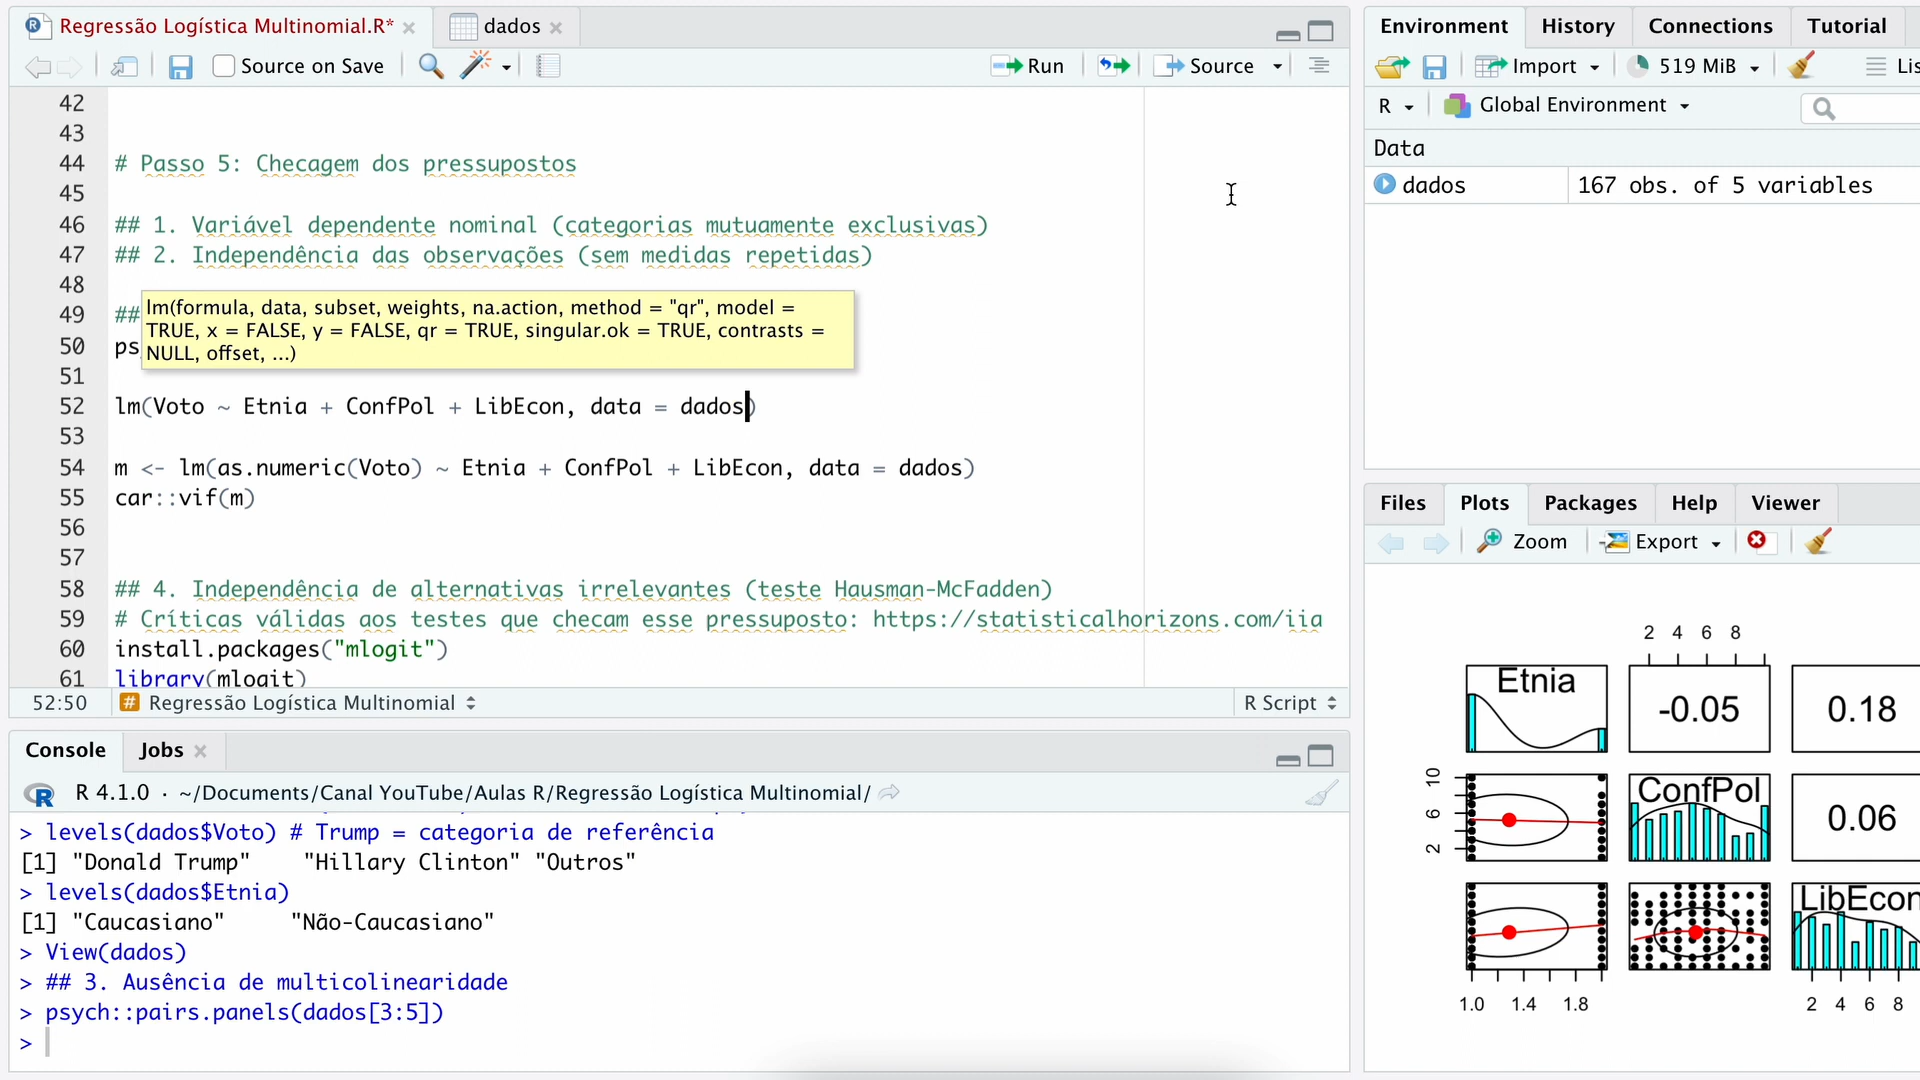 Regressão Logística Multinomial.R*
dados
Source on Save
Run
Source
42
43
44 # Passo 5: Checagem dos pressupostos
45
46 ## 1. Variável dependente nominal (categorias mutuamente exclusivas)
47 ## 2. Independência das observações (sem medidas repetidas)
48
49 ##
50 ps
lm(formula, data, subset, weights, na.action, method = "qr", model =
TRUE, x = FALSE, y = FALSE, qr = TRUE, singular.ok = TRUE, contrasts =
NULL, offset, ...)
51
52 lm(Voto ~ Etnia + ConfPol + LibEcon, data = dados)
53
54 m <- lm(as.numeric(Voto) ~ Etnia + ConfPol + LibEcon, data = dados)
55 car::vif(m)
56
57
58 ## 4. Independência de alternativas irrelevantes (teste Hausman-McFadden)
59 # Críticas válidas aos testes que checam esse pressuposto: https://statisticalhorizons.com/iia
60 install.packages("mlogit")
61 library(mlogit)
52:50 # Regressão Logística Multinomial R Script
Console Jobs
R 4.1.0 · ~/Documents/Canal YouTube/Aulas R/Regressão Logística Multinomial/
> levels(dados$Voto) # Trump = categoria de referência
[1] "Donald Trump" "Hillary Clinton" "Outros"
> levels(dados$Etnia)
[1] "Caucasiano" "Não-Caucasiano"
> View(dados)
> ## 3. Ausência de multicolinearidade
> psych::pairs.panels(dados[3:5])
>
Environment History Connections Tutorial
Import 519 MiB Lis
R Global Environment
Data
dados 167 obs. of 5 variables
Files Plots Packages Help Viewer
Zoom Export
2 4 6 8
Etnia -0.05 0.18
10
6
2
ConfPol 0.06
LibEcon
1.0 1.4 1.8 2 4 6 8